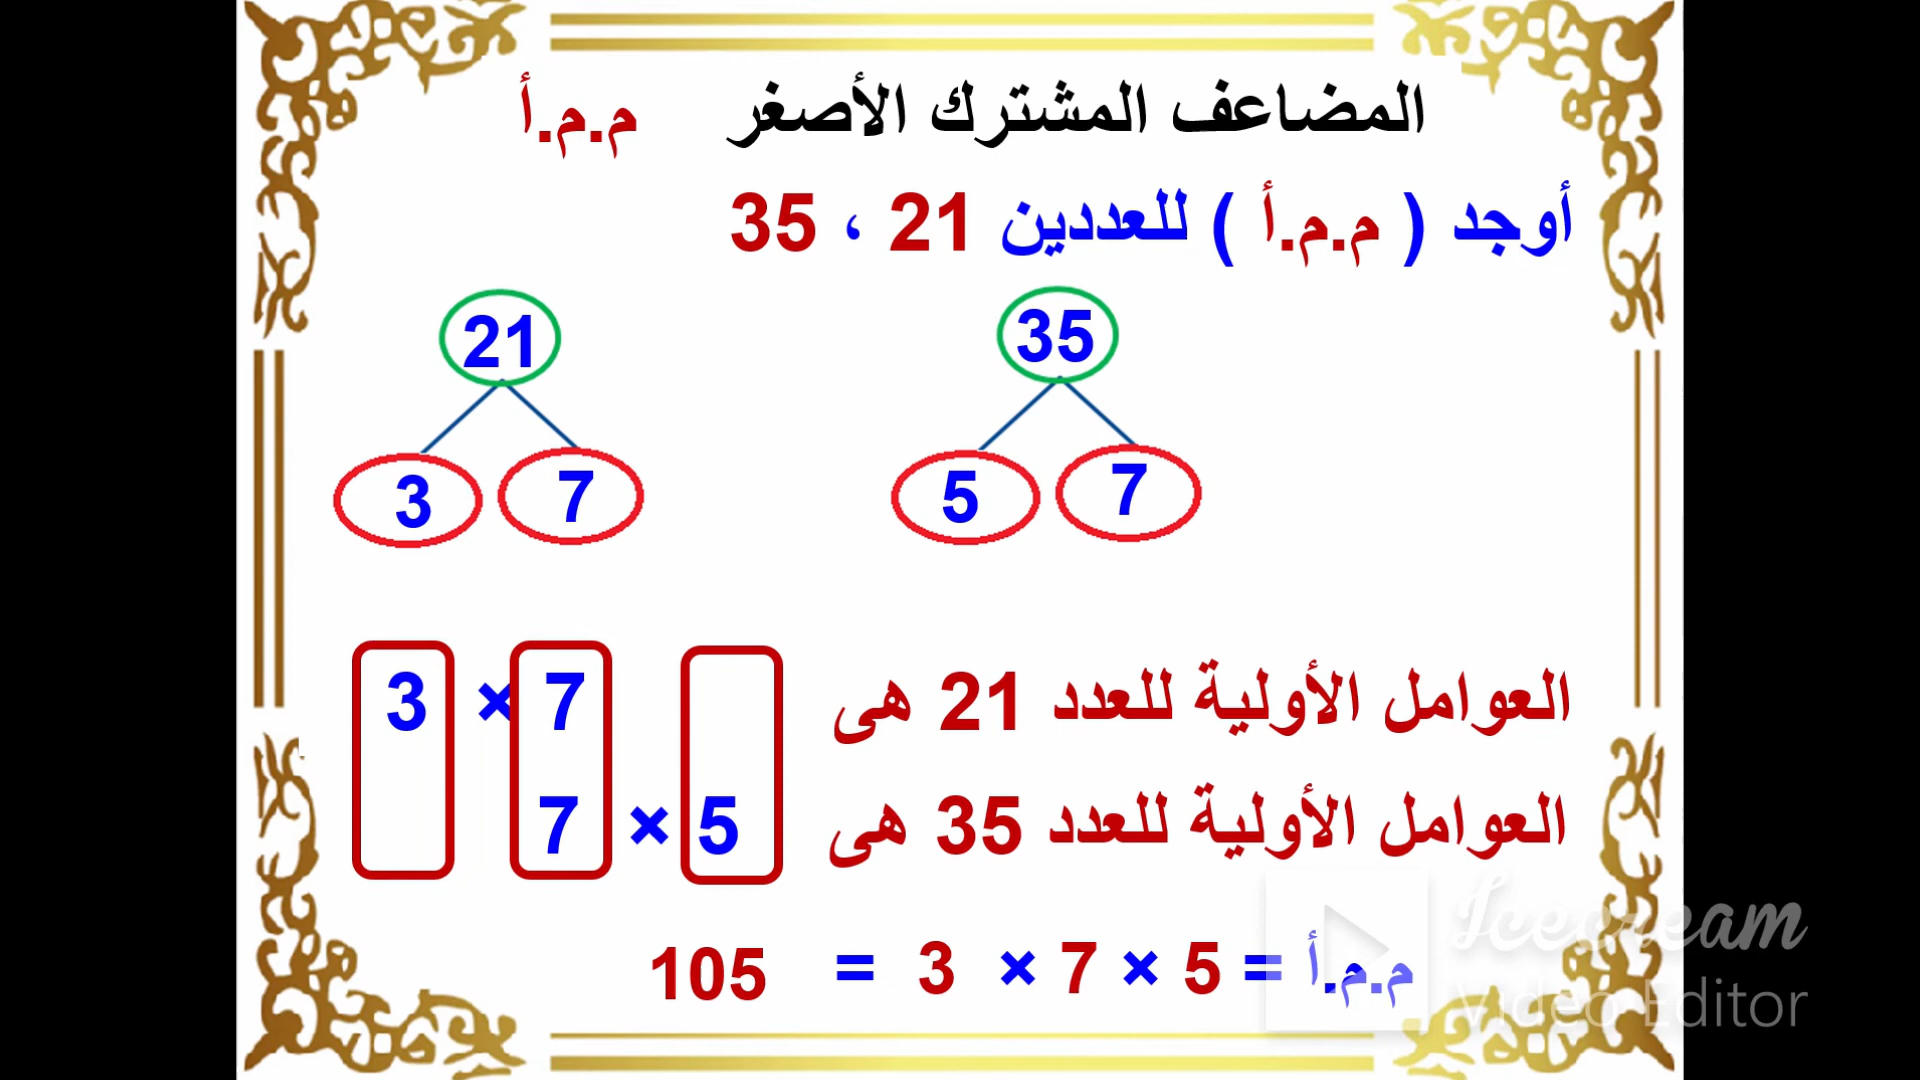 المضاعف المشترك الأصغر م.م.أ
أوجد ( م.م.أ ) للعددين 21 ، 35
21 35
3 7 5 7
العوامل الأولية للعدد 21 هى 3 × 7
العوامل الأولية للعدد 35 هى 7 × 5
م.م.أ = 5 × 7 × 3 = 105
Icecream
Video Editor